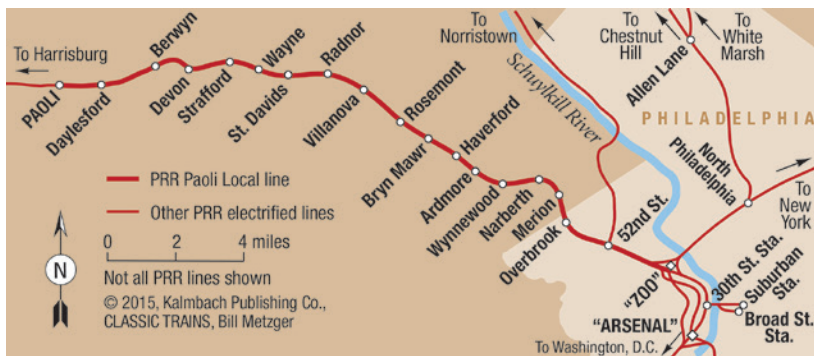 To Harrisburg
PAOLI
Daylesford
Berwyn
Devon
Strafford
Wayne
St. Davids
Radnor
Villanova
Rosemont
Bryn Mawr
Haverford
Ardmore
Wynnewood
Narberth
Merion
Overbrook
52nd St.
"ZOO"
"ARSENAL"
30th St. Sta.
Suburban
Sta.
Broad St.
Sta.
To Washington, D.C.
To
Norristown
Schuylkill River
To
Chestnut
Hill
To
White
Marsh
Allen Lane
PHILADELPHIA
North
Philadelphia
To
New
York
PRR Paoli Local line
Other PRR electrified lines
0 2 4 miles
N
Not all PRR lines shown
© 2015, Kalmbach Publishing Co.,
CLASSIC TRAINS, Bill Metzger